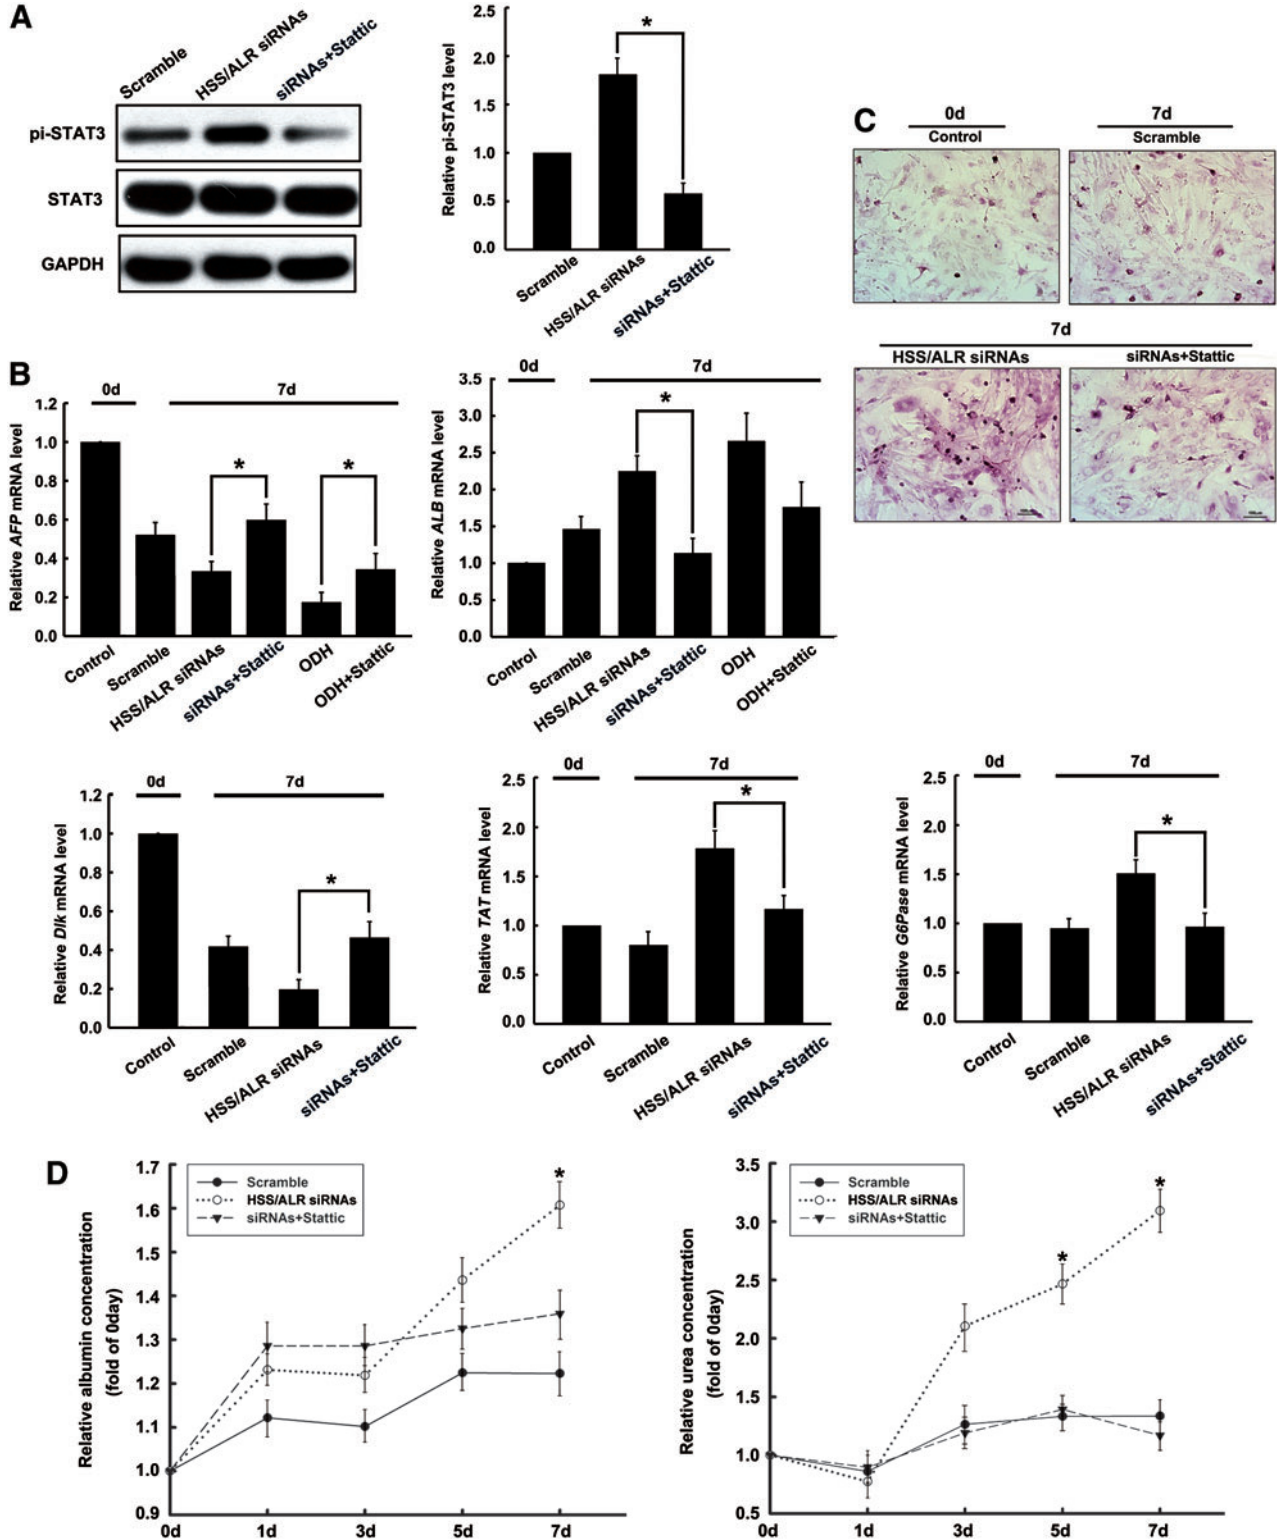 A
Scramble
HSS/ALR siRNAs
siRNAs+Stattic
pi-STAT3
STAT3
GAPDH
Relative pi-STAT3 level
2.5
2.0
1.5
1.0
0.5
0.0
*
Scramble
HSS/ALR siRNAs
siRNAs+Stattic
C
0d
Control
7d
Scramble
7d
HSS/ALR siRNAs
siRNAs+Stattic
B
0d
7d
Relative AFP mRNA level
1.2
1.0
0.8
0.6
0.4
0.2
0.0
*
*
Control
Scramble
HSS/ALR siRNAs
siRNAs+Stattic
ODH
ODH+Stattic
0d
7d
Relative ALB mRNA level
3.5
3.0
2.5
2.0
1.5
1.0
0.5
0.0
*
Control
Scramble
HSS/ALR siRNAs
siRNAs+Stattic
ODH
ODH+Stattic
0d
7d
Relative Dlk mRNA level
1.2
1.0
0.8
0.6
0.4
0.2
0.0
*
Control
Scramble
HSS/ALR siRNAs
siRNAs+Stattic
0d
7d
Relative TAT mRNA level
2.5
2.0
1.5
1.0
0.5
0.0
*
Control
Scramble
HSS/ALR siRNAs
siRNAs+Stattic
0d
7d
Relative G6Pase mRNA level
2.5
2.0
1.5
1.0
0.5
0.0
*
Control
Scramble
HSS/ALR siRNAs
siRNAs+Stattic
D
Relative albumin concentration
(fold of 0day)
1.7
1.6
1.5
1.4
1.3
1.2
1.1
1.0
0.9
Scramble
HSS/ALR siRNAs
siRNAs+Stattic
*
0d 1d 3d 5d 7d
Relative urea concentration
(fold of 0day)
3.5
3.0
2.5
2.0
1.5
1.0
0.5
Scramble
HSS/ALR siRNAs
siRNAs+Stattic
*
*
0d 1d 3d 5d 7d